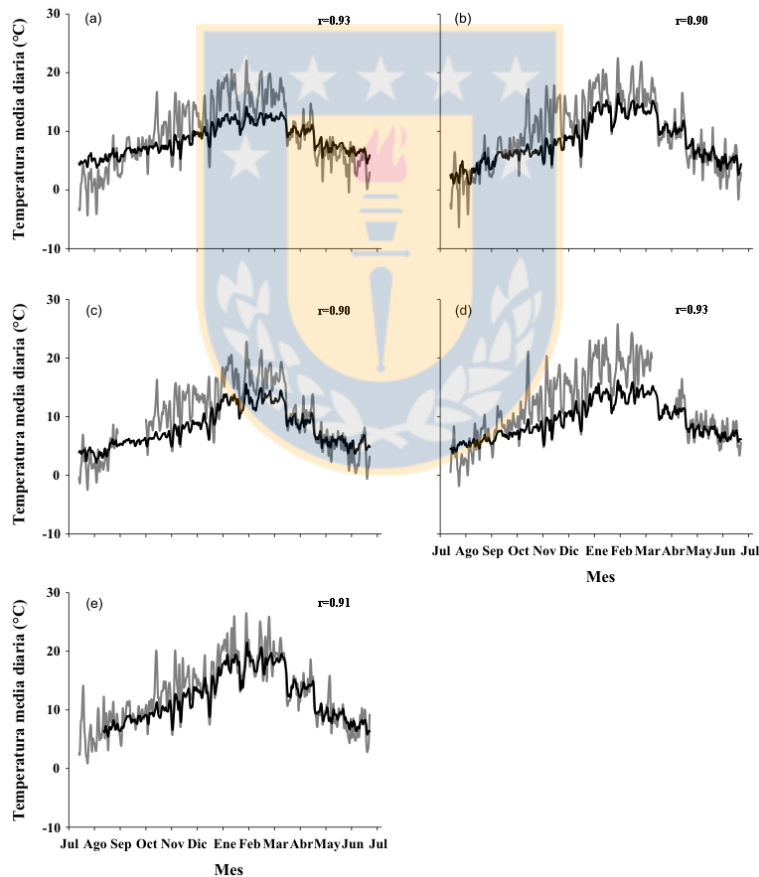 (a)
r=0.93
30
20
10
0
-10
Temperatura media diaria (°C)
(b)
r=0.90
(c)
r=0.90
30
20
10
0
-10
Temperatura media diaria (°C)
(d)
r=0.93
Jul Ago Sep Oct Nov Dic Ene Feb Mar Abr May Jun Jul
Mes
(e)
r=0.91
30
20
10
0
-10
Temperatura media diaria (°C)
Jul Ago Sep Oct Nov Dic Ene Feb Mar Abr May Jun Jul
Mes